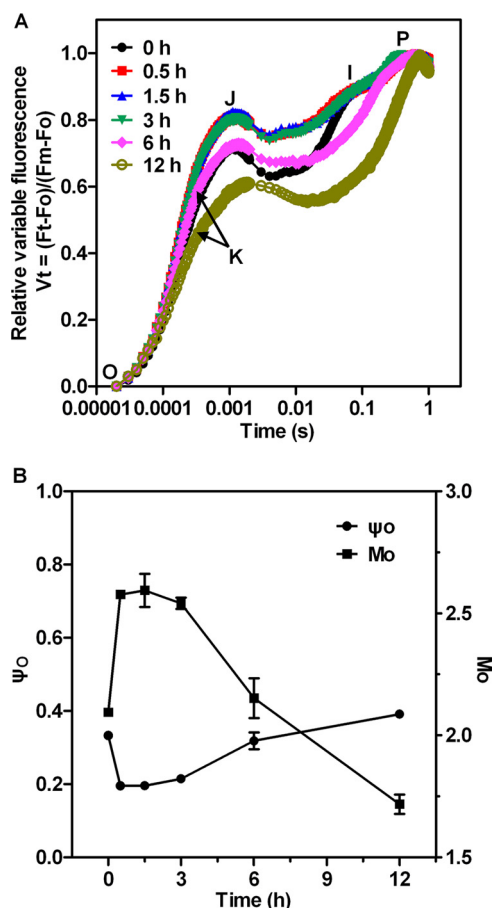 A
Relative variable fluorescence
Vt = (Ft-Fo)/(Fm-Fo)
1.0
0.8
0.6
0.4
0.2
0.0
0 h
0.5 h
1.5 h
3 h
6 h
12 h
O
J
I
P
K
0.00001 0.0001 0.001 0.01 0.1 1
Time (s)
B
Ψo
1.0
0.8
0.6
0.4
0.2
0.0
ψo
Mo
3.0
2.5
2.0
1.5
Mo
0 3 6 9 12
Time (h)